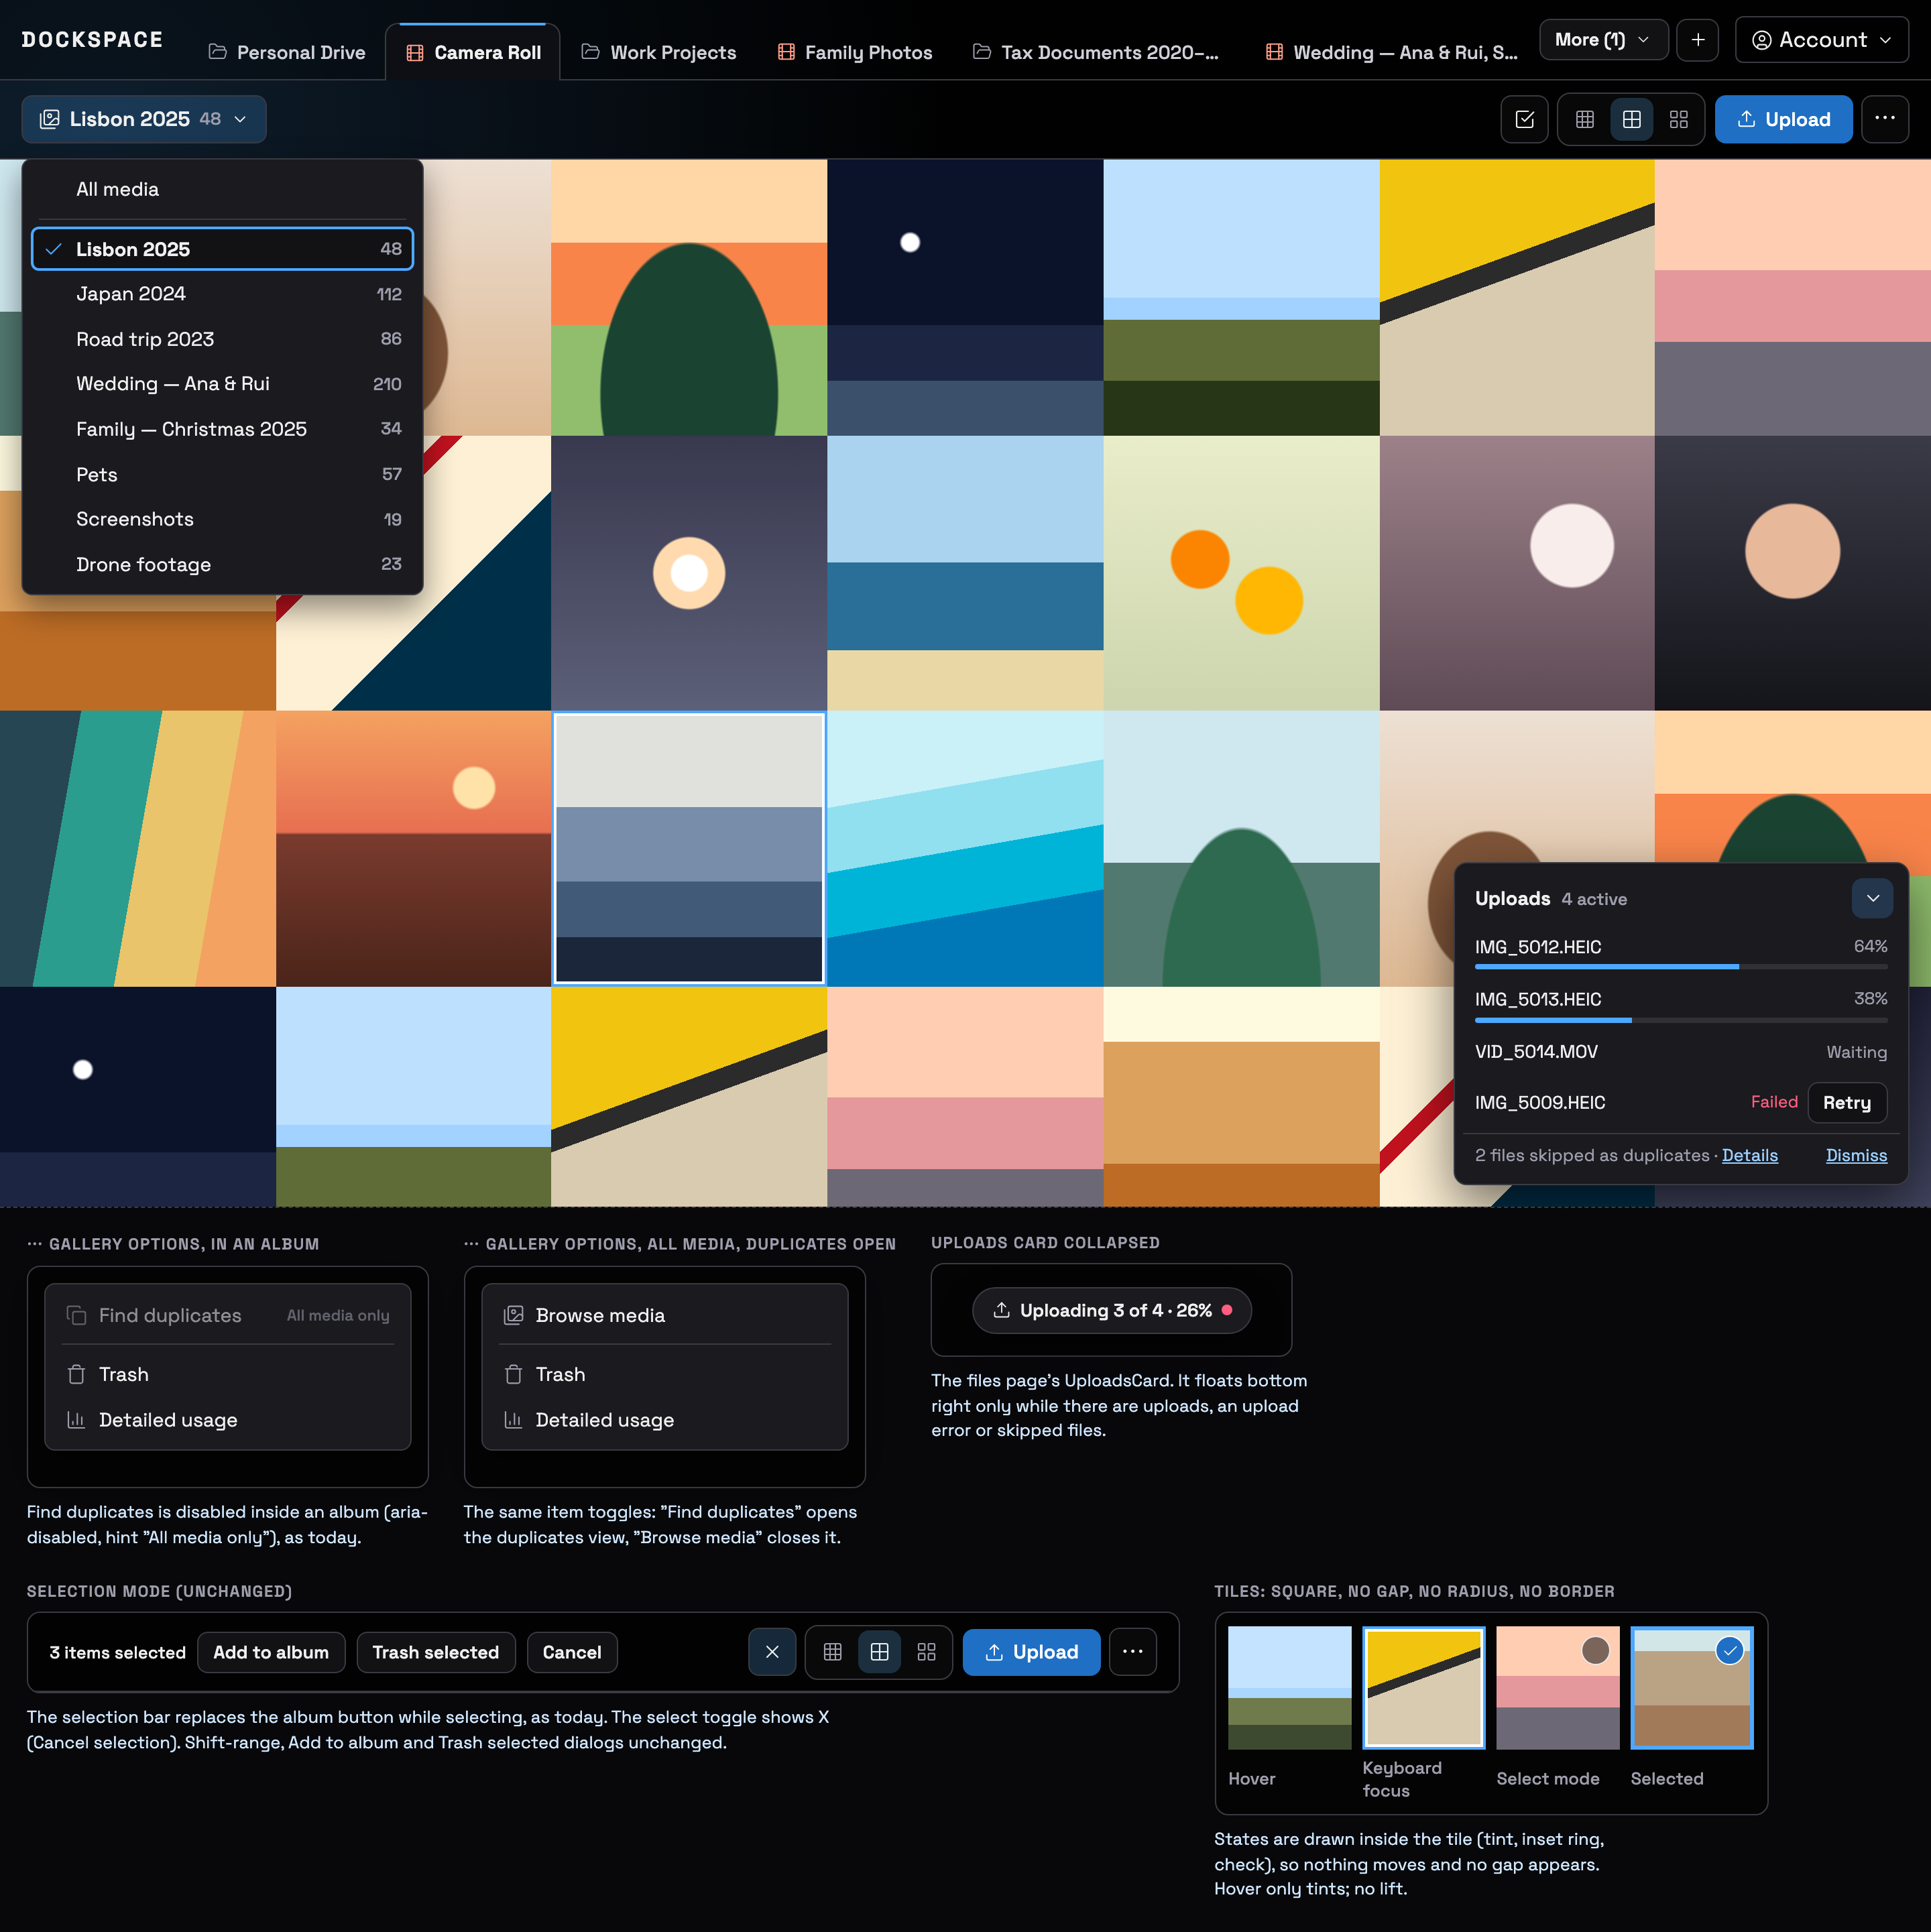 DOCKSPACE
Personal Drive
Camera Roll
Work Projects
Family Photos
Tax Documents 2020–...
Wedding — Ana & Rui, S...
More (1)
Account
Lisbon 2025 48
Upload
All media
Lisbon 2025 48
Japan 2024 112
Road trip 2023 86
Wedding — Ana & Rui 210
Family — Christmas 2025 34
Pets 57
Screenshots 19
Drone footage 23
Uploads 4 active
IMG_5012.HEIC 64%
IMG_5013.HEIC 38%
VID_5014.MOV Waiting
IMG_5009.HEIC Failed Retry
2 files skipped as duplicates · Details Dismiss
··· GALLERY OPTIONS, IN AN ALBUM
Find duplicates All media only
Trash
Detailed usage
Find duplicates is disabled inside an album (aria-
disabled, hint "All media only"), as today.
··· GALLERY OPTIONS, ALL MEDIA, DUPLICATES OPEN
Browse media
Trash
Detailed usage
The same item toggles: "Find duplicates" opens
the duplicates view, "Browse media" closes it.
UPLOADS CARD COLLAPSED
Uploading 3 of 4 · 26%
The files page's UploadsCard. It floats bottom
right only while there are uploads, an upload
error or skipped files.
SELECTION MODE (UNCHANGED)
3 items selected Add to album Trash selected Cancel Upload
The selection bar replaces the album button while selecting, as today. The select toggle shows X
(Cancel selection). Shift-range, Add to album and Trash selected dialogs unchanged.
TILES: SQUARE, NO GAP, NO RADIUS, NO BORDER
Hover
Keyboard
focus
Select mode
Selected
States are drawn inside the tile (tint, inset ring,
check), so nothing moves and no gap appears.
Hover only tints; no lift.